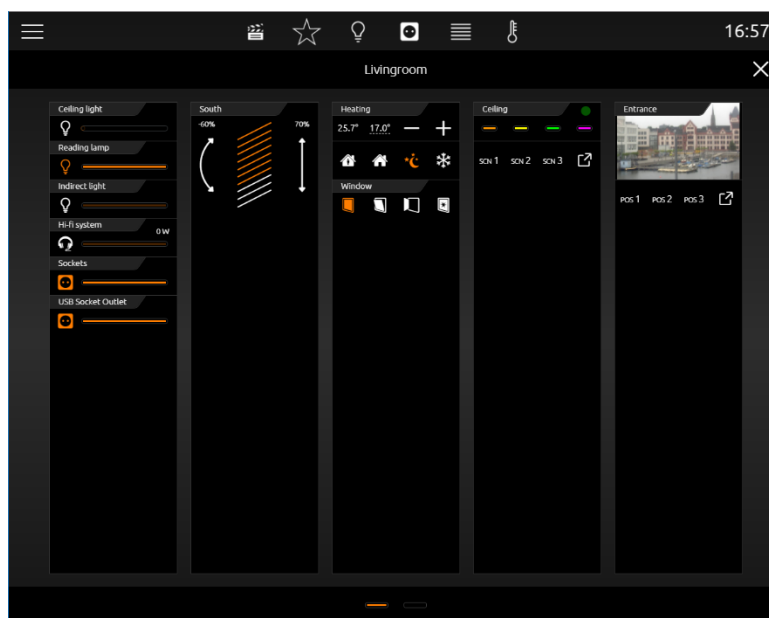 16:57
Livingroom
Ceiling light
Reading lamp
Indirect light
Hi-fi system
0 W
Sockets
USB Socket Outlet
South
-60%
70%
Heating
25.7° 17.0°
Window
Ceiling
SCN 1 SCN 2 SCN 3
Entrance
POS 1 POS 2 POS 3